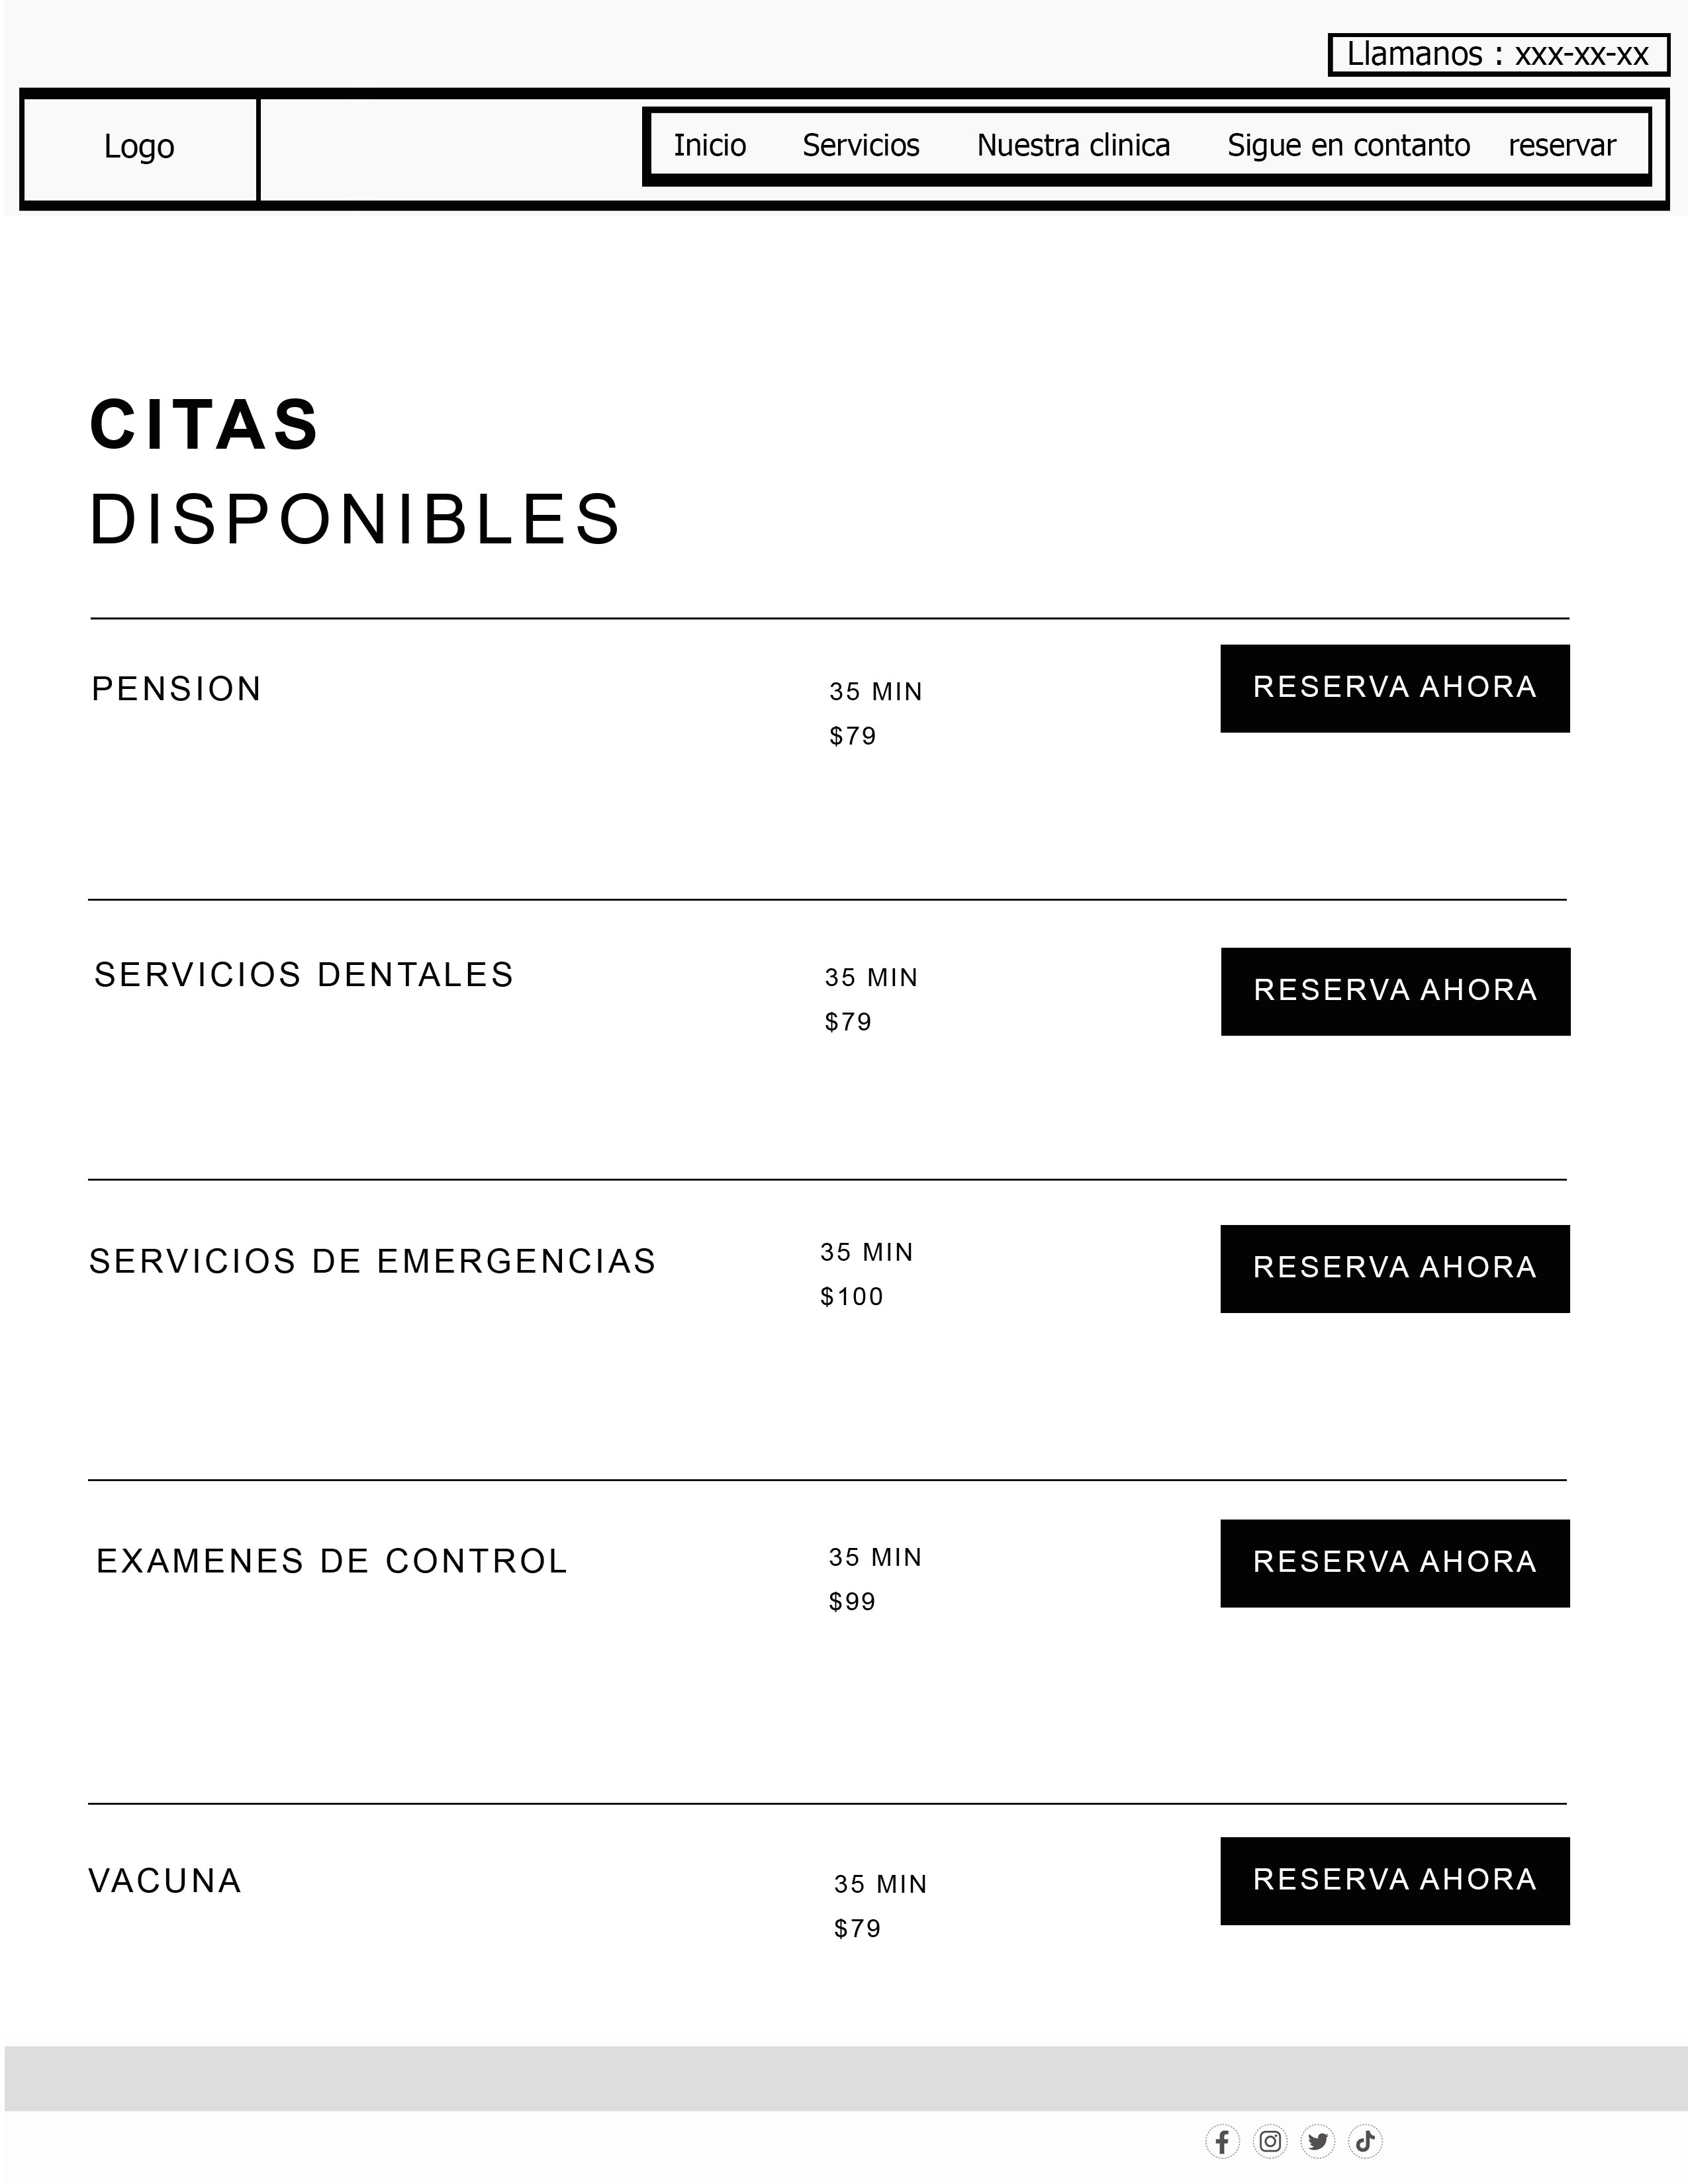 Llamanos : xxx-xx-xx
Logo
Inicio Servicios Nuestra clinica Sigue en contanto reservar
CITAS
DISPONIBLES
PENSION
35 MIN
$79
RESERVA AHORA
SERVICIOS DENTALES
35 MIN
$79
RESERVA AHORA
SERVICIOS DE EMERGENCIAS
35 MIN
$100
RESERVA AHORA
EXAMENES DE CONTROL
35 MIN
$99
RESERVA AHORA
VACUNA
35 MIN
$79
RESERVA AHORA